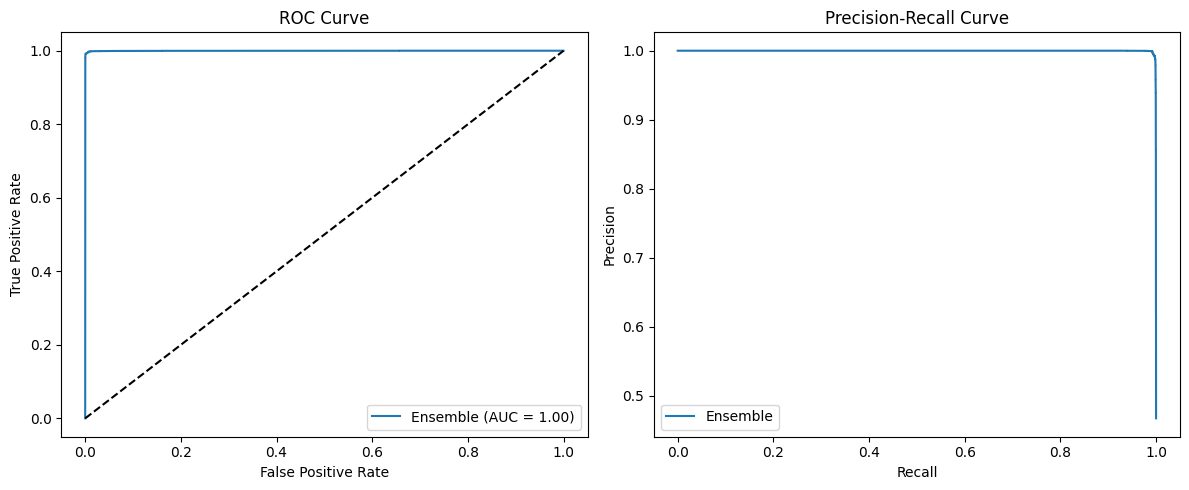 ROC Curve
1.0
0.8
0.6
0.4
0.2
0.0
True Positive Rate
0.0 0.2 0.4 0.6 0.8 1.0
False Positive Rate
Ensemble (AUC = 1.00)
Precision-Recall Curve
1.0
0.9
0.8
0.7
0.6
0.5
Precision
0.0 0.2 0.4 0.6 0.8 1.0
Recall
Ensemble